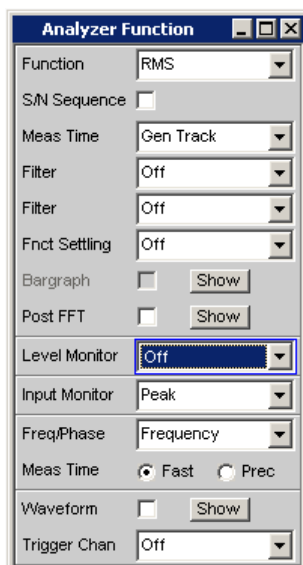 Analyzer Function
Function RMS
S/N Sequence
Meas Time Gen Track
Filter Off
Filter Off
Fnct Settling Off
Bargraph Show
Post FFT Show
Level Monitor Off
Input Monitor Peak
Freq/Phase Frequency
Meas Time Fast Prec
Waveform Show
Trigger Chan Off